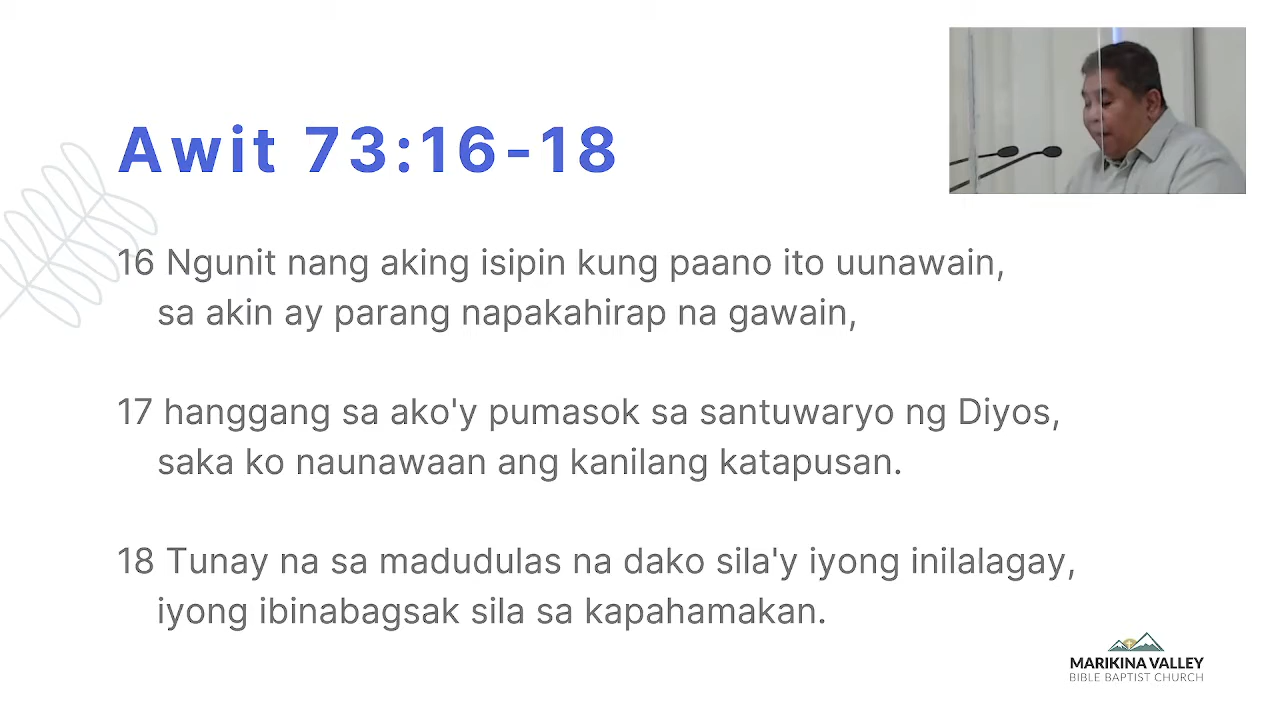 Awit 73:16-18
16 Ngunit nang aking isipin kung paano ito uunawain,
sa akin ay parang napakahirap na gawain,
17 hanggang sa ako'y pumasok sa santuwaryo ng Diyos,
saka ko naunawaan ang kanilang katapusan.
18 Tunay na sa madudulas na dako sila'y iyong inilalagay,
iyong ibinabagsak sila sa kapahamakan.
MARIKINA VALLEY
BIBLE BAPTIST CHURCH